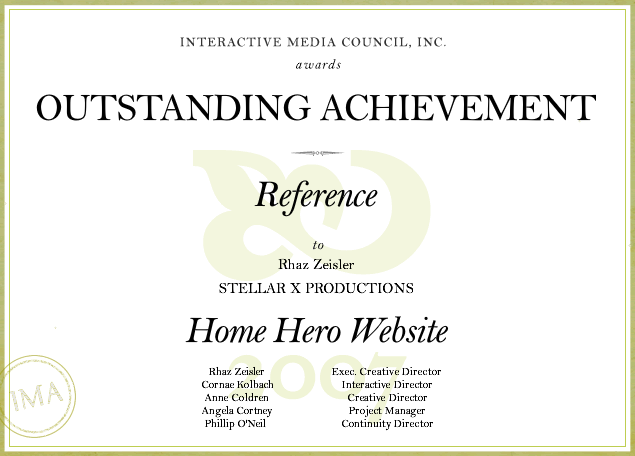 INTERACTIVE MEDIA COUNCIL, INC.
awards
OUTSTANDING ACHIEVEMENT
Reference
to
Rhaz Zeisler
STELLAR X PRODUCTIONS
Home Hero Website
2007
Rhaz Zeisler Exec. Creative Director
Cornae Kolbach Interactive Director
Anne Coldren Creative Director
Angela Cortney Project Manager
Phillip O'Neil Continuity Director
IMA